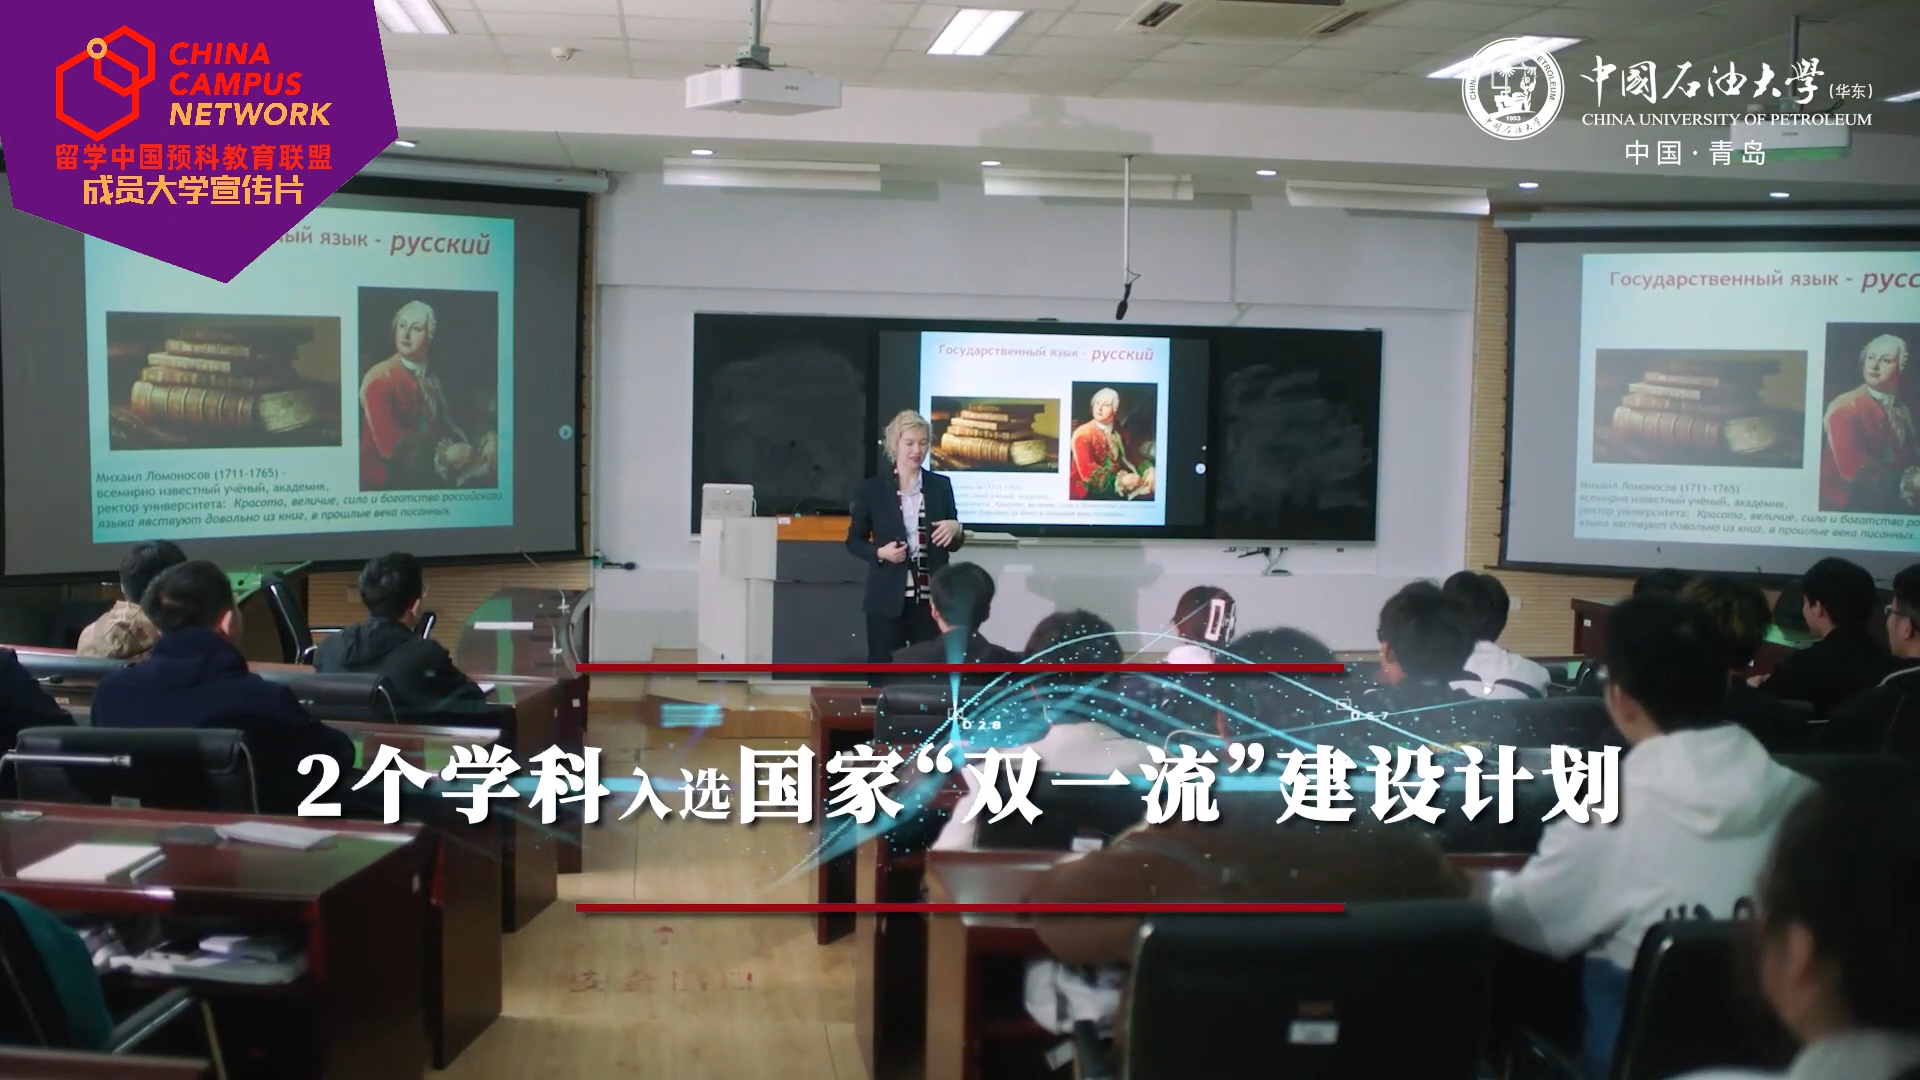 CHINA
CAMPUS
NETWORK
留学中国预科教育联盟
成员大学宣传片
中國石油大學(华东)
CHINA UNIVERSITY OF PETROLEUM
中国·青岛
1953
ый язык - русский
Михаил Ломоносов (1711-1765) -
всемирно известный учёный, академик,
ректор университета: Красота, величие, сила и богатство российского
языка явствуют довольно из книг, в прошлые века писанных.
Государственный язык - русский
Государственный язык - русс
Михаил Ломоносов (1711-1765) -
всемирно известный учёный, академик,
ректор университета: Красота, величие, сила и богатство ро
языка явствуют довольно из книг, в прошлые века писанных.
D 2.8
2个学科入选国家“双一流”建设计划